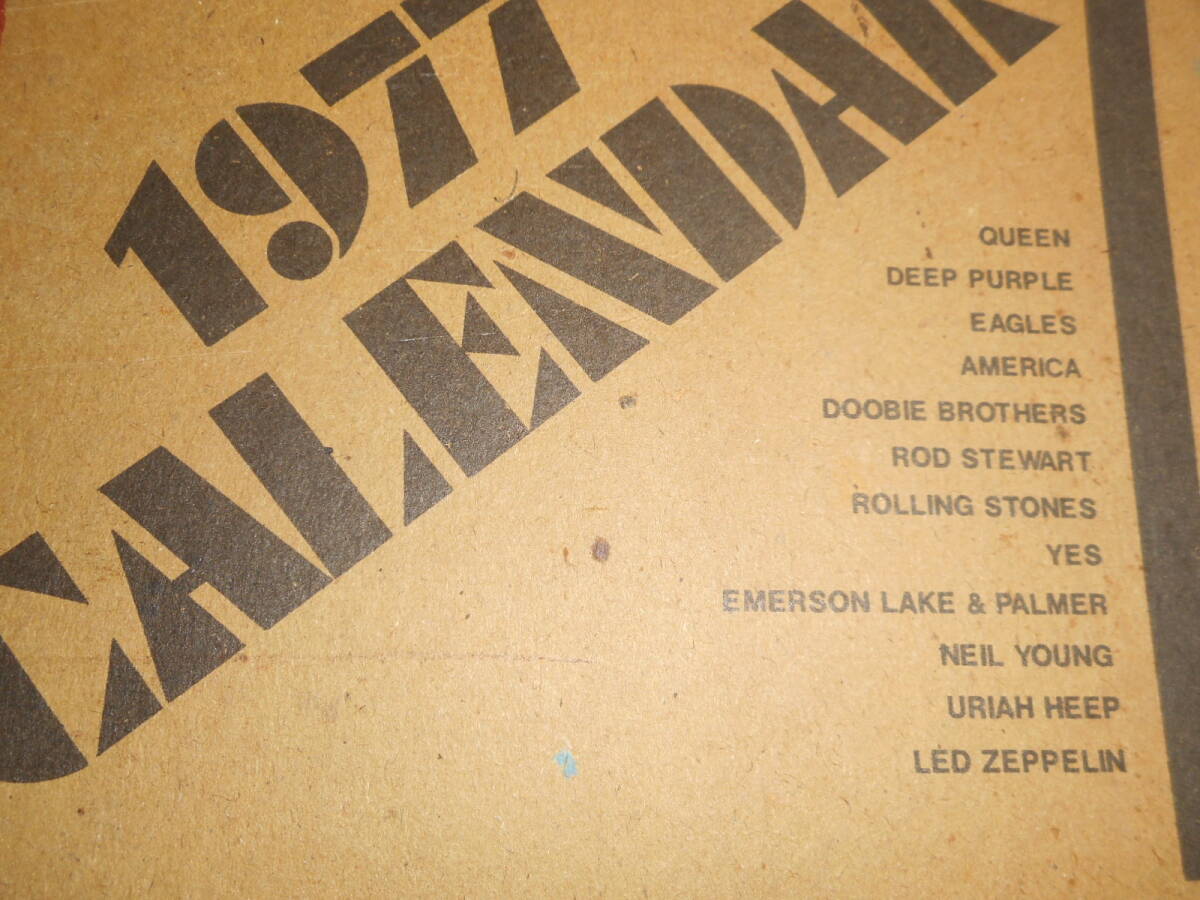 1977
CALENDAR
QUEEN
DEEP PURPLE
EAGLES
AMERICA
DOOBIE BROTHERS
ROD STEWART
ROLLING STONES
YES
EMERSON LAKE & PALMER
NEIL YOUNG
URIAH HEEP
LED ZEPPELIN